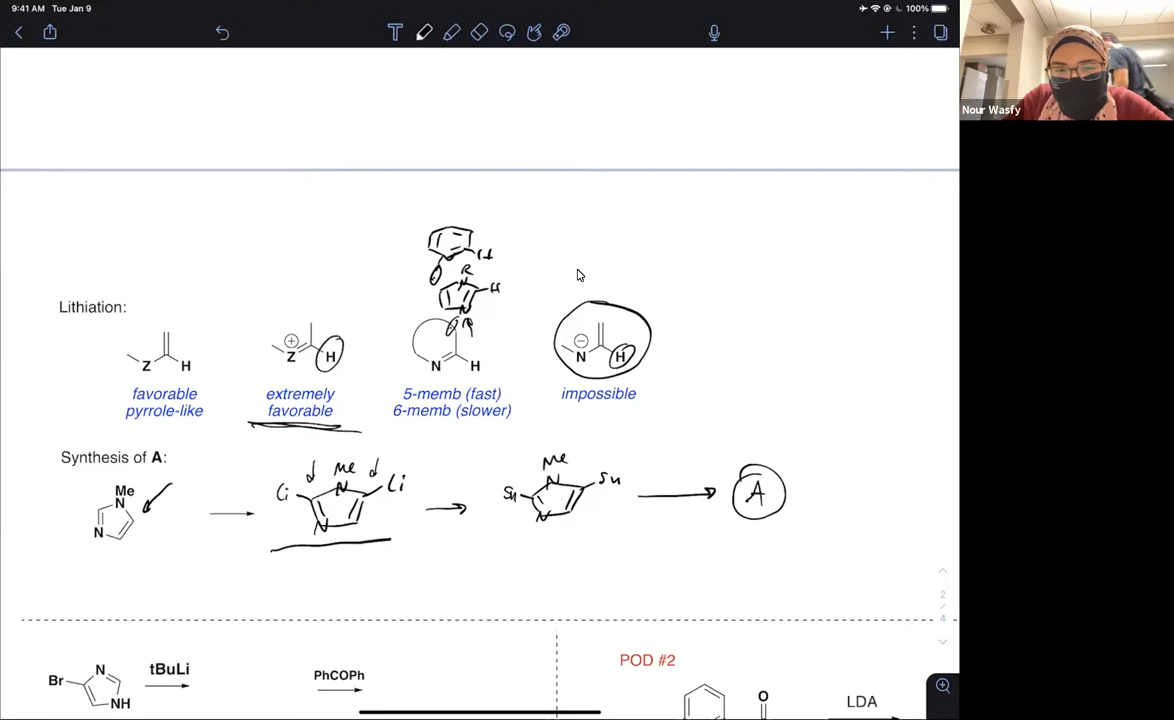 9:41 AM Tue Jan 9
100%
Nour Wasfy
H
R
N
H
N
Lithiation:
Z H
Z ⊕ H
N H
N ⊖ H
favorable
pyrrole-like
extremely
favorable
5-memb (fast)
6-memb (slower)
impossible
Synthesis of A:
Me
N
N
Li Me Li
N
N
Me
Sn N Sn
N
A
2
/
4
Br N NH
tBuLi
PhCOPh
POD #2
O
LDA